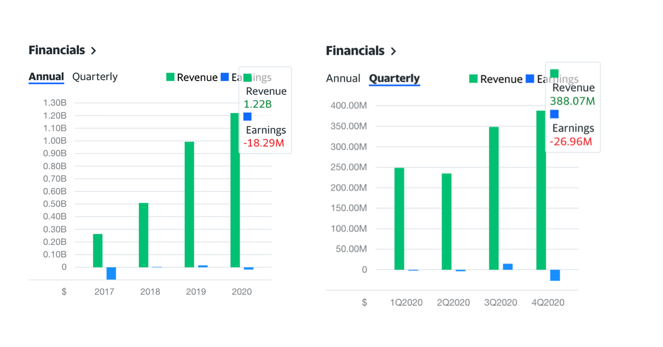 Financials >
Annual Quarterly
Revenue Earnings
Revenue
1.22B
Earnings
-18.29M
1.30B
1.20B
1.10B
1.00B
0.90B
0.80B
0.70B
0.60B
0.50B
0.40B
0.30B
0.20B
0.10B
0
$ 2017 2018 2019 2020
Financials >
Annual Quarterly
Revenue Earnings
Revenue
388.07M
Earnings
-26.96M
400.00M
350.00M
300.00M
250.00M
200.00M
150.00M
100.00M
50.00M
0
$ 1Q2020 2Q2020 3Q2020 4Q2020